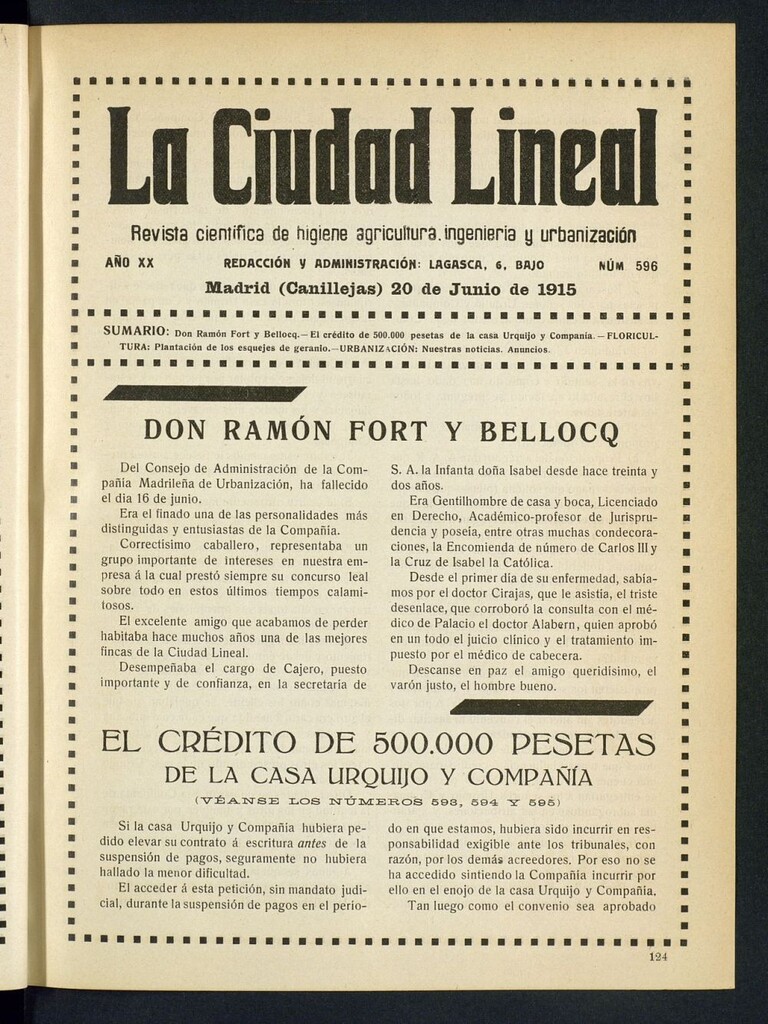 La Ciudad Lineal
Revista científica de higiene agricultura, ingenieria y urbanización
AÑO XX REDACCIÓN Y ADMINISTRACIÓN: LAGASCA, 6, BAJO NÚM 596
Madrid (Canillejas) 20 de Junio de 1915
SUMARIO: Don Ramón Fort y Bellocq.—El crédito de 500.000 pesetas de la casa Urquijo y Compañía.—FLORICUL-
TURA: Plantación de los esquejes de geranio.—URBANIZACIÓN: Nuestras noticias. Anuncios.
DON RAMÓN FORT Y BELLOCQ
Del Consejo de Administración de la Com-
pañía Madrileña de Urbanización, ha fallecido
el dia 16 de junio.
Era el finado una de las personalidades más
distinguidas y entusiastas de la Compañía.
Correctisimo caballero, representaba un
grupo importante de intereses en nuestra em-
presa á la cual prestó siempre su concurso leal
sobre todo en estos últimos tiempos calami-
tosos.
El excelente amigo que acabamos de perder
habitaba hace muchos años una de las mejores
fincas de la Ciudad Lineal.
Desempeñaba el cargo de Cajero, puesto
importante y de confianza, en la secretaría de
S. A. la Infanta doña Isabel desde hace treinta y
dos años.
Era Gentilhombre de casa y boca, Licenciado
en Derecho, Académico-profesor de Jurispru-
dencia y poseía, entre otras muchas condecora-
ciones, la Encomienda de número de Carlos III y
la Cruz de Isabel la Católica.
Desde el primer día de su enfermedad, sabía-
mos por el doctor Cirajas, que le asistía, el triste
desenlace, que corroboró la consulta con el mé-
dico de Palacio el doctor Alabern, quien aprobó
en un todo el juicio clínico y el tratamiento im-
puesto por el médico de cabecera.
Descanse en paz el amigo queridisimo, el
varón justo, el hombre bueno.
EL CRÉDITO DE 500.000 PESETAS
DE LA CASA URQUIJO Y COMPAÑÍA
(VÉANSE LOS NÚMEROS 593, 594 Y 595)
Si la casa Urquijo y Compañía hubiera pe-
dido elevar su contrato á escritura antes de la
suspensión de pagos, seguramente no hubiera
hallado la menor dificultad.
El acceder á esta petición, sin mandato judi-
cial, durante la suspensión de pagos en el perio-
do en que estamos, hubiera sido incurrir en res-
ponsabilidad exigible ante los tribunales, con
razón, por los demás acreedores. Por eso no se
ha accedido sintiendo la Compañía incurrir por
ello en el enojo de la casa Urquijo y Compañía.
Tan luego como el convenio sea aprobado
124